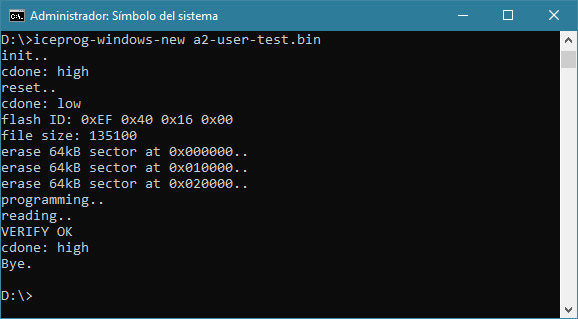 Administrador: Símbolo del sistema
D:\>iceprog-windows-new a2-user-test.bin
init..
cdone: high
reset..
cdone: low
flash ID: 0xEF 0x40 0x16 0x00
file size: 135100
erase 64kB sector at 0x000000..
erase 64kB sector at 0x010000..
erase 64kB sector at 0x020000..
programming..
reading..
VERIFY OK
cdone: high
Bye.
D:\>